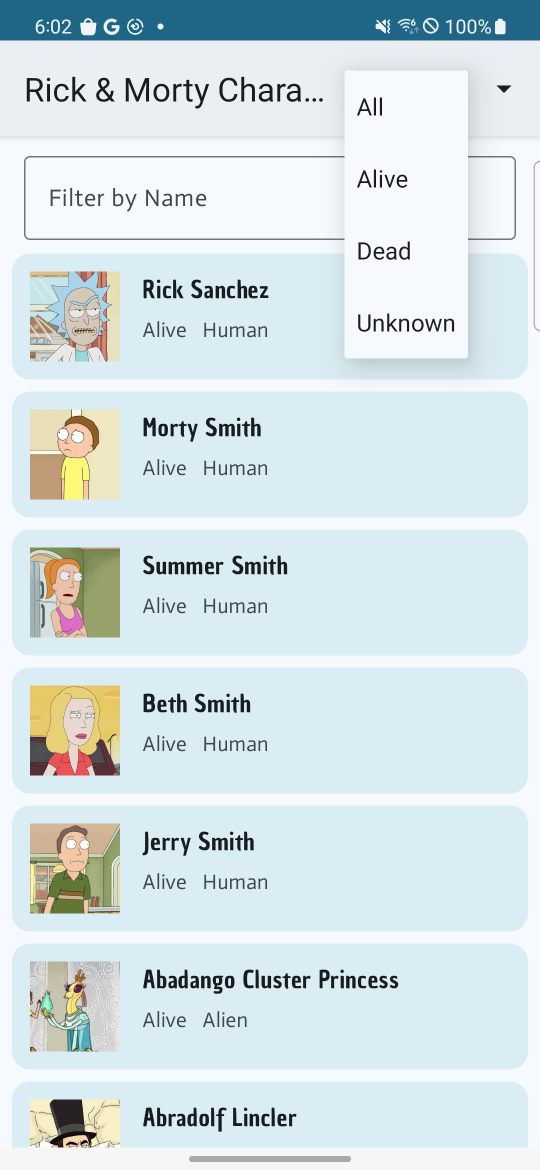 6:02 G 100%
Rick & Morty Chara...
All
Alive
Dead
Unknown
Filter by Name
Rick Sanchez
Alive Human
Morty Smith
Alive Human
Summer Smith
Alive Human
Beth Smith
Alive Human
Jerry Smith
Alive Human
Abadango Cluster Princess
Alive Alien
Abradolf Lincler